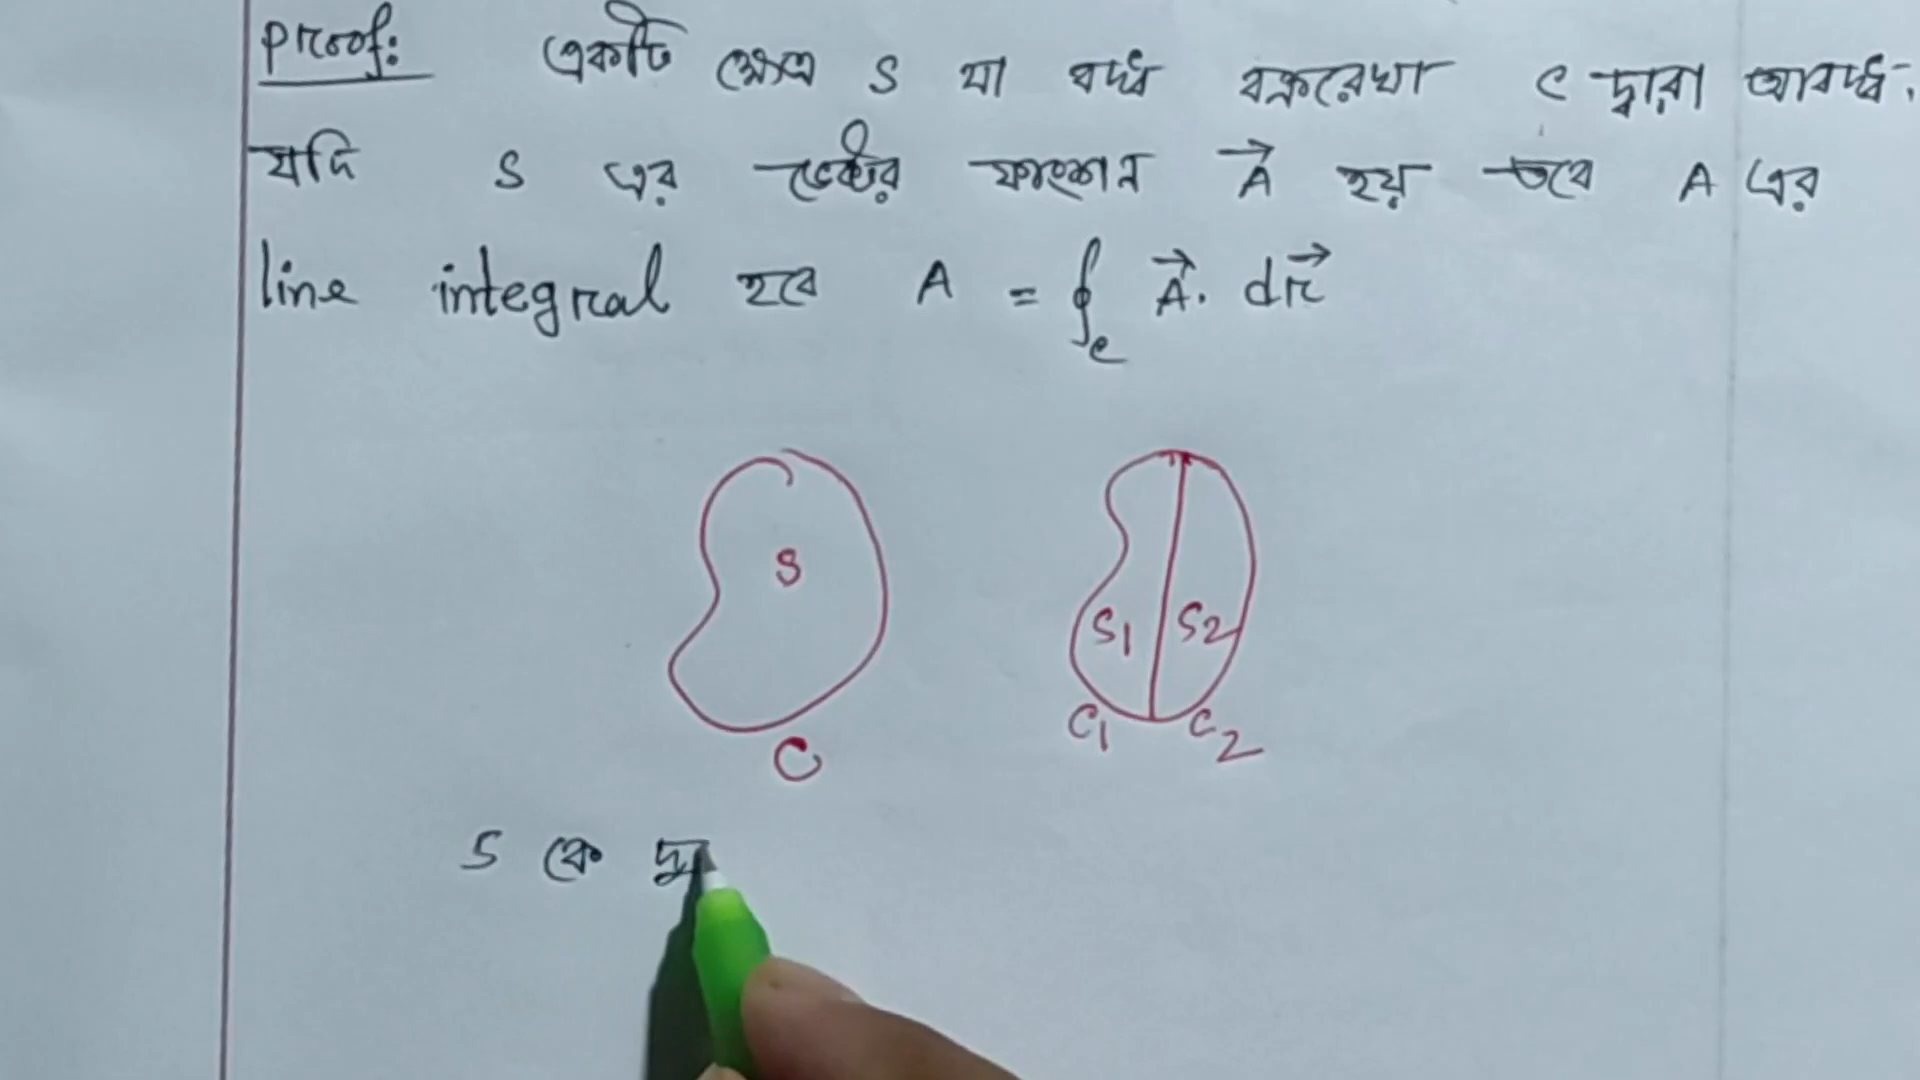 Proof: একটি ক্ষেত্র S যা বদ্ধ বক্ররেখা C দ্বারা আবদ্ধ.
যদি S এর ভেক্টর ফাংশন A⃗ হয় তবে A এর
line integral হবে A = ∮c A⃗. dr⃗
S
S1 S2
C1 C2
C
S কে দু